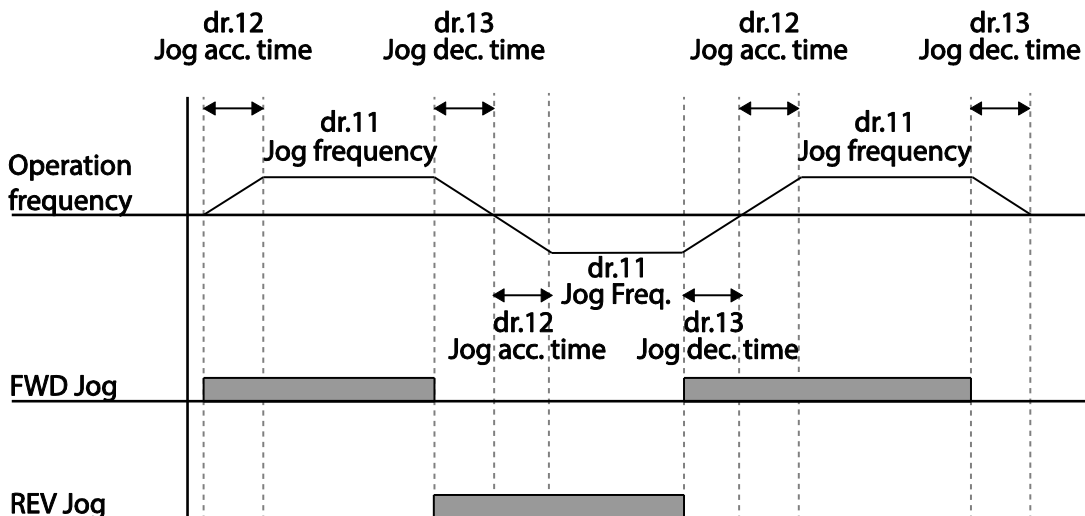 dr.12
Jog acc. time
dr.13
Jog dec. time
dr.12
Jog acc. time
dr.13
Jog dec. time
dr.11
Jog frequency
dr.11
Jog frequency
Operation
frequency
dr.11
Jog Freq.
dr.12
Jog acc. time
dr.13
Jog dec. time
FWD Jog
REV Jog